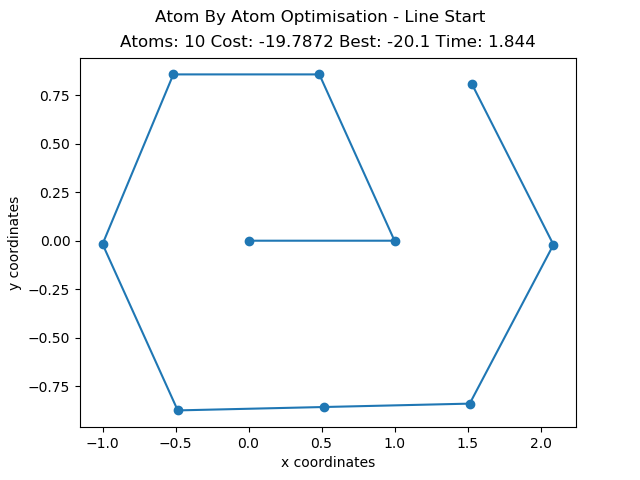 Atom By Atom Optimisation - Line Start
Atoms: 10 Cost: -19.7872 Best: -20.1 Time: 1.844
0.75
0.50
0.25
0.00
−0.25
−0.50
−0.75
y coordinates
−1.0 −0.5 0.0 0.5 1.0 1.5 2.0
x coordinates